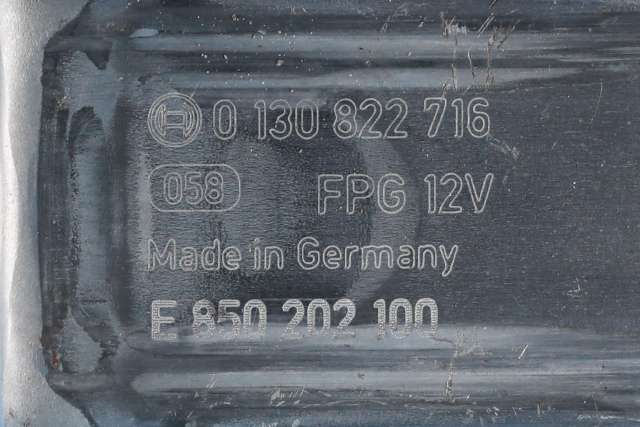 0 130 822 716
058 FPG 12V
Made in Germany
E 850 202 100